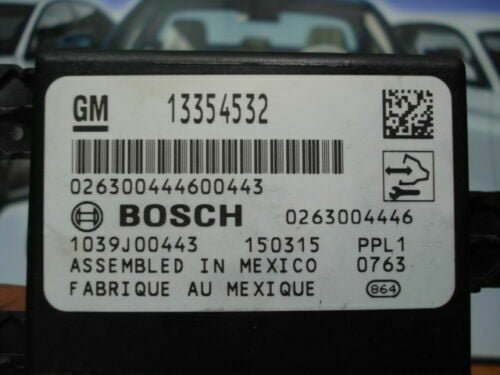 GM 13354532
026300444600443
BOSCH 0263004446
1039J00443 150315 PPL1
ASSEMBLED IN MEXICO 0763
FABRIQUE AU MEXIQUE 864